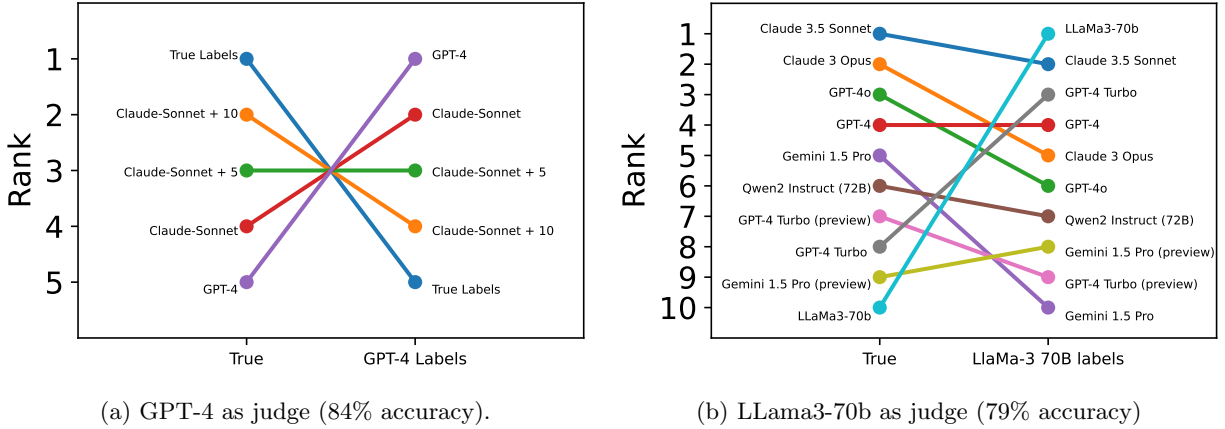 Rank
1
2
3
4
5
True Labels
Claude-Sonnet + 10
Claude-Sonnet + 5
Claude-Sonnet
GPT-4
GPT-4
Claude-Sonnet
Claude-Sonnet + 5
Claude-Sonnet + 10
True Labels
True
GPT-4 Labels
(a) GPT-4 as judge (84% accuracy).
Rank
1
2
3
4
5
6
7
8
9
10
Claude 3.5 Sonnet
Claude 3 Opus
GPT-4o
GPT-4
Gemini 1.5 Pro
Qwen2 Instruct (72B)
GPT-4 Turbo (preview)
GPT-4 Turbo
Gemini 1.5 Pro (preview)
LLaMa3-70b
LLaMa3-70b
Claude 3.5 Sonnet
GPT-4 Turbo
GPT-4
Claude 3 Opus
GPT-4o
Qwen2 Instruct (72B)
Gemini 1.5 Pro (preview)
GPT-4 Turbo (preview)
Gemini 1.5 Pro
True
LlaMa-3 70B labels
(b) LLama3-70b as judge (79% accuracy)